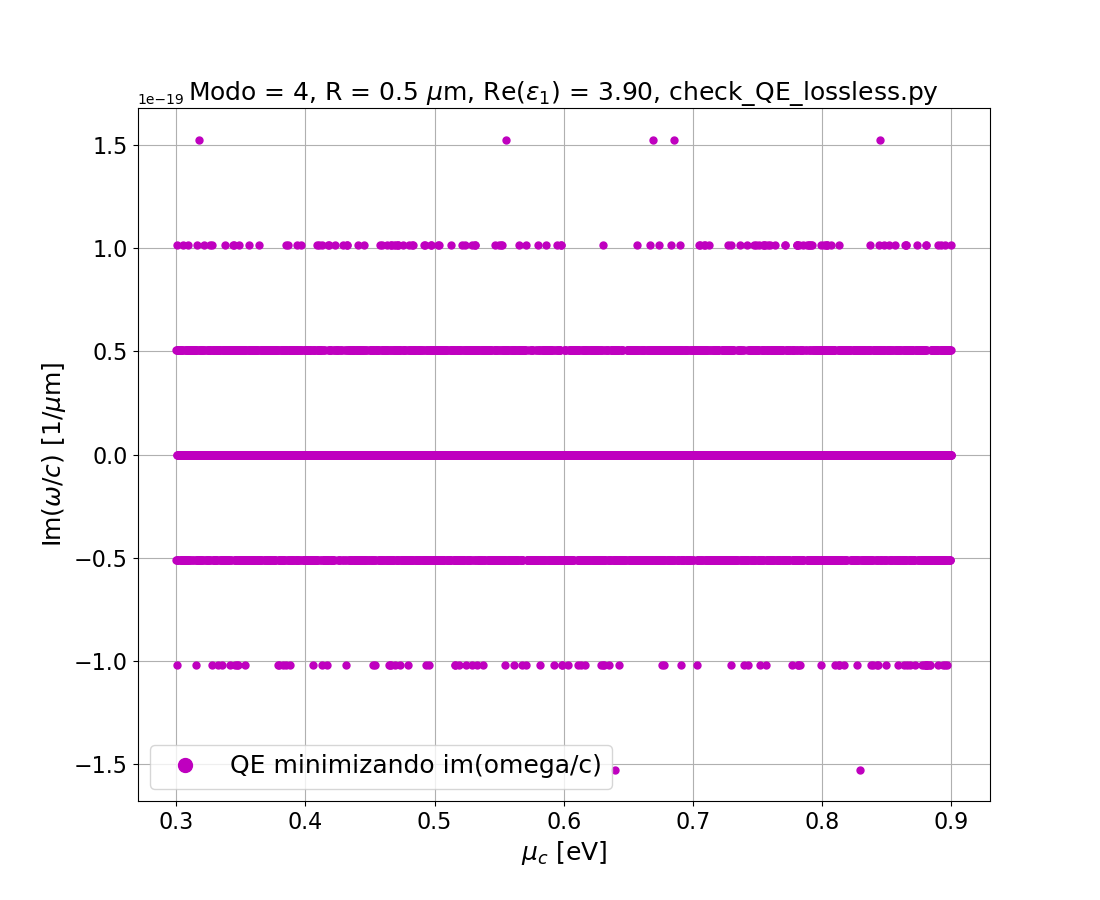 1e−19
Modo = 4, R = 0.5 μm, Re(ε₁) = 3.90, check_QE_lossless.py
1.5
1.0
0.5
0.0
−0.5
−1.0
−1.5
Im(ω/c) [1/μm]
QE minimizando im(omega/c)
0.3 0.4 0.5 0.6 0.7 0.8 0.9
μ_c [eV]